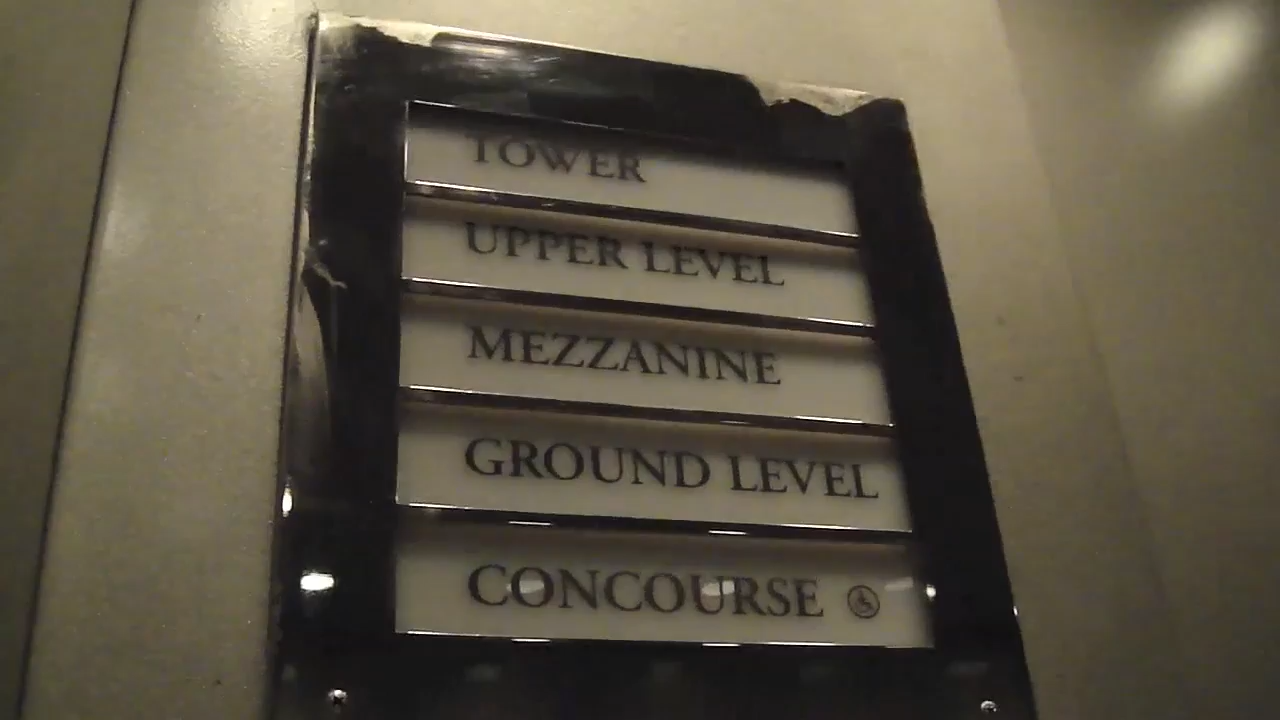 TOWER
UPPER LEVEL
MEZZANINE
GROUND LEVEL
CONCOURSE